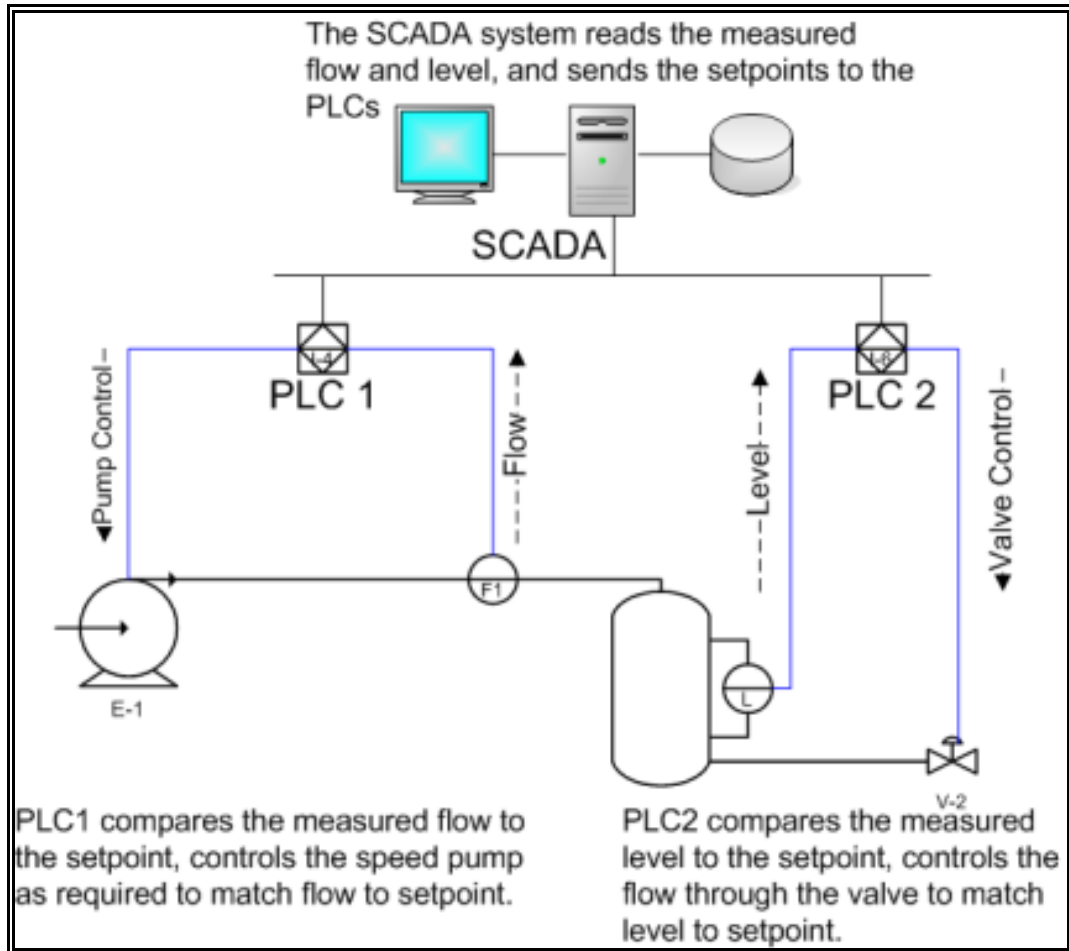 The SCADA system reads the measured
flow and level, and sends the setpoints to the
PLCs
SCADA
I-4
PLC 1
I-6
PLC 2
Pump Control
Flow
Level
Valve Control
F1
E-1
L
V-2
PLC1 compares the measured flow to
the setpoint, controls the speed pump
as required to match flow to setpoint.
PLC2 compares the measured
level to the setpoint, controls the
flow through the valve to match
level to setpoint.